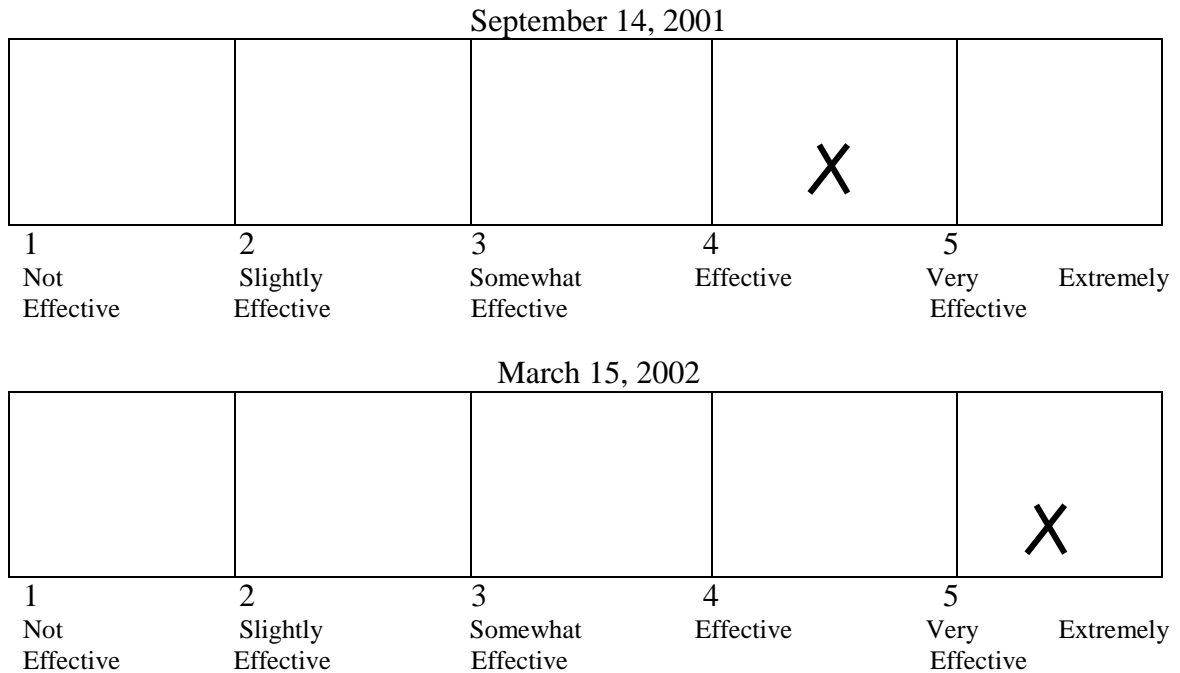 September 14, 2001
X
1 2 3 4 5
Not Slightly Somewhat Effective Very Extremely
Effective Effective Effective Effective
March 15, 2002
X
1 2 3 4 5
Not Slightly Somewhat Effective Very Extremely
Effective Effective Effective Effective